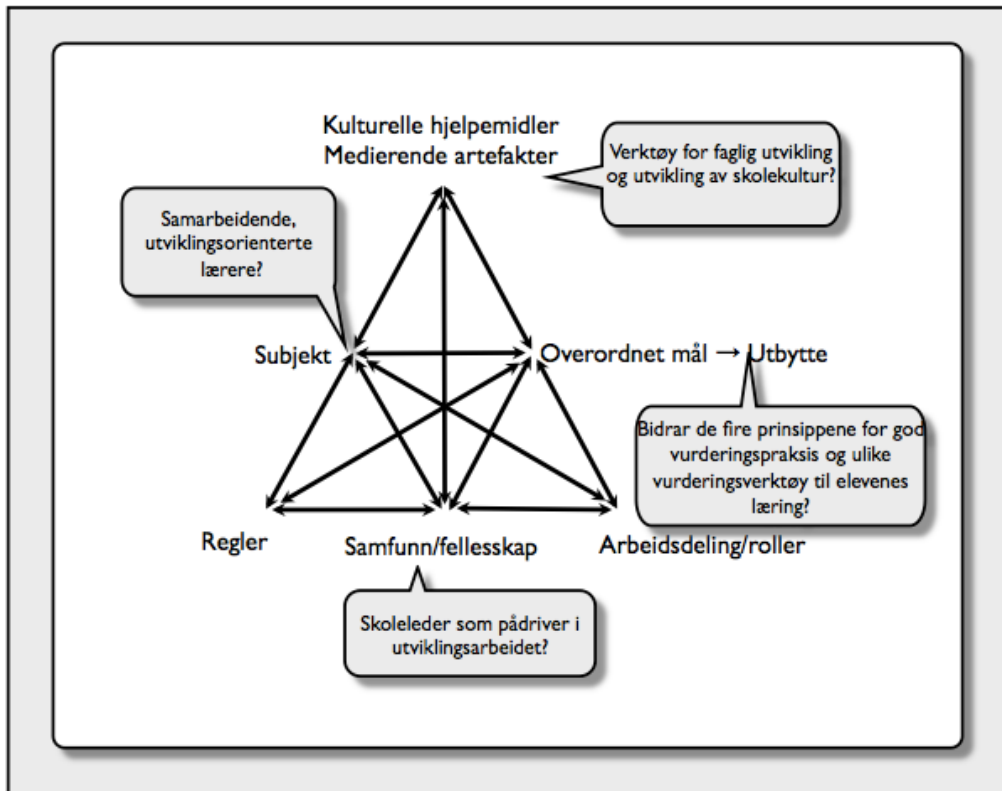 Kulturelle hjelpemidler
Medierende artefakter
Verktøy for faglig utvikling
og utvikling av skolekultur?
Samarbeidende,
utviklingsorienterte
lærere?
Subjekt
Overordnet mål → Utbytte
Bidrar de fire prinsippene for god
vurderingspraksis og ulike
vurderingsverktøy til elevenes
læring?
Regler
Samfunn/fellesskap
Arbeidsdeling/roller
Skoleleder som pådriver i
utviklingsarbeidet?